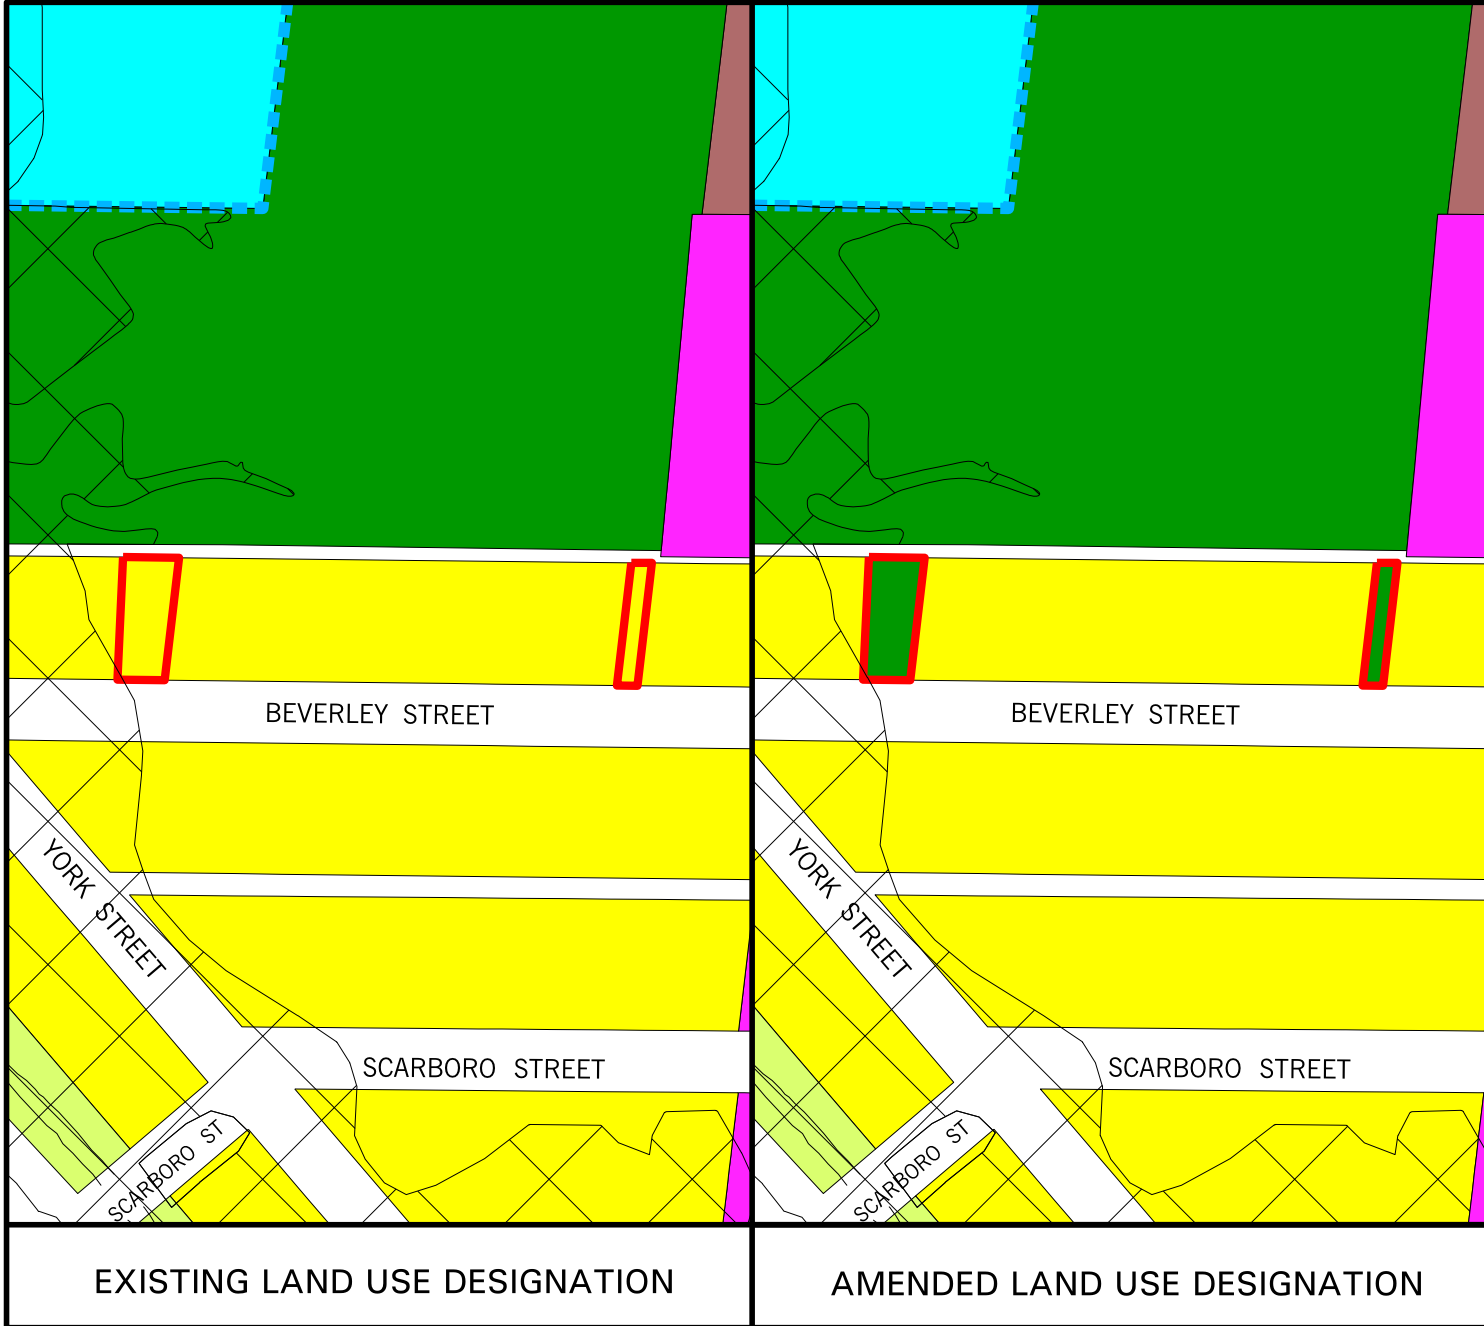 BEVERLEY STREET
YORK STREET
SCARBORO STREET
SCARBORO ST
EXISTING LAND USE DESIGNATION
BEVERLEY STREET
YORK STREET
SCARBORO STREET
SCARBORO ST
AMENDED LAND USE DESIGNATION